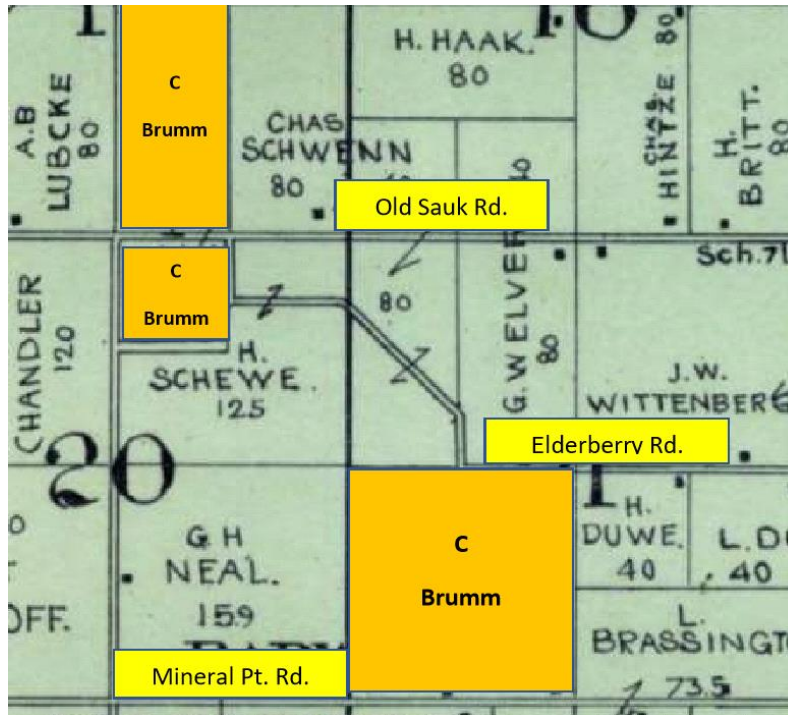 A.B
LUBCKE
80
C
Brumm
CHAS
SCHWENN
80
H. HAAK.
80
CHAS.
HINTZE 80
H.
BRITT.
80
Old Sauk Rd.
Sch. 71
C
Brumm
CHANDLER
120
H.
SCHEWE.
125
80
G. WELVER
80
J.W.
WITTENBERG
Elderberry Rd.
20
G H
NEAL.
159
OFF.
C
Brumm
H.
DUWE.
40
40
L.
BRASSINGTO
73.5
Mineral Pt. Rd.